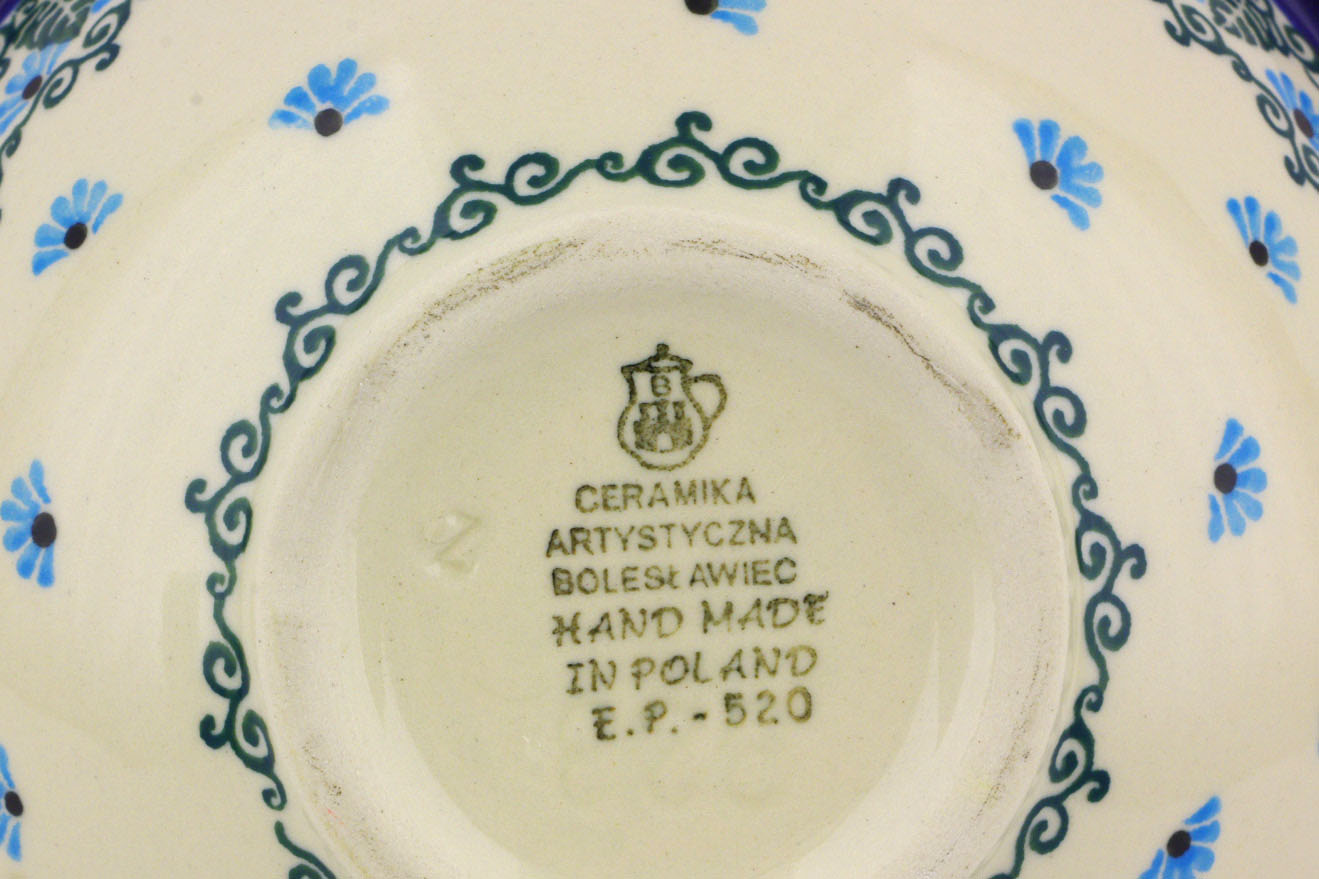 B
CERAMIKA
ARTYSTYCZNA
BOLESŁAWIEC
HAND MADE
IN POLAND
E.P.-520